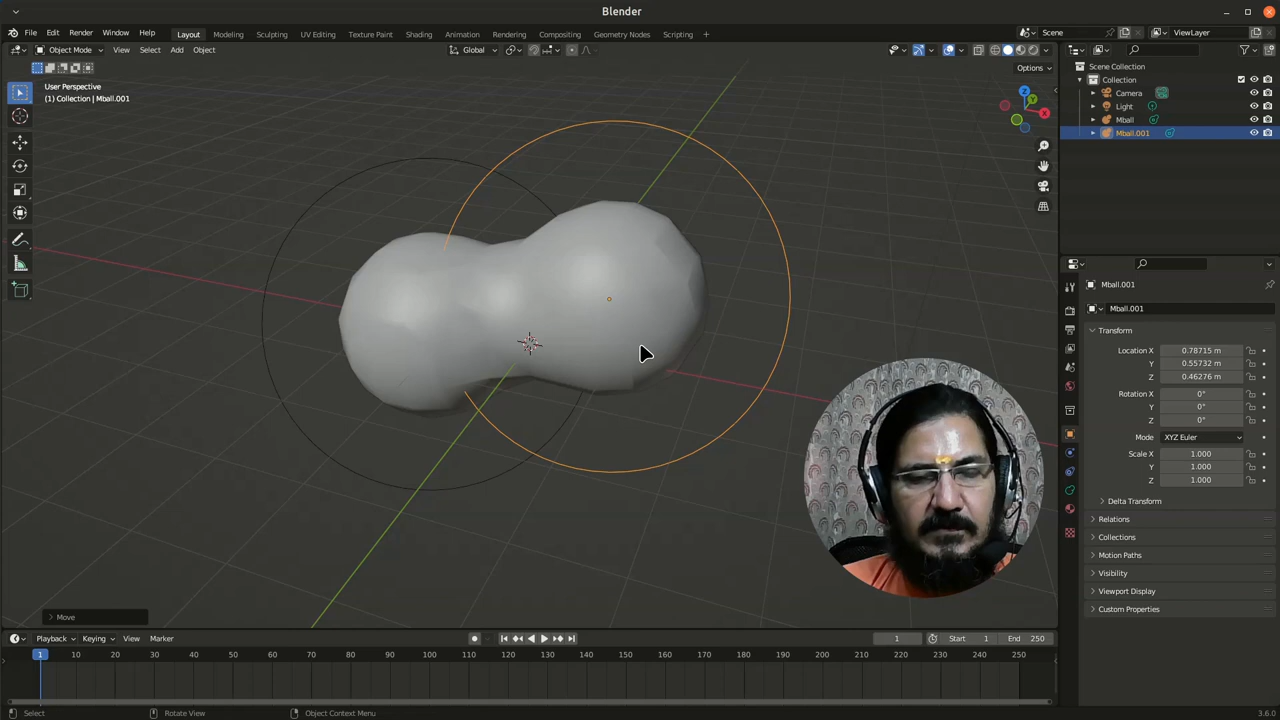 Blender
File Edit Render Window Help Layout Modeling Sculpting UV Editing Texture Paint Shading Animation Rendering Compositing Geometry Nodes Scripting + Scene ViewLayer
Object Mode View Select Add Object Global
Options
User Perspective
(1) Collection | Mball.001
Z
Y
X
Scene Collection
Collection
Camera
Light
Mball
Mball.001
Mball.001
Mball.001
Transform
Location X 0.78715 m
Y 0.55732 m
Z 0.46276 m
Rotation X 0°
Y 0°
Z 0°
Mode XYZ Euler
Scale X 1.000
Y 1.000
Z 1.000
Delta Transform
Relations
Collections
Motion Paths
Visibility
Viewport Display
Custom Properties
Move
Playback Keying View Marker 1 Start 1 End 250
1 10 20 30 40 50 60 70 80 90 100 110 120 130 140 150 160 170 180 190 200 210 220 230 240 250
Select Rotate View Object Context Menu 3.6.0